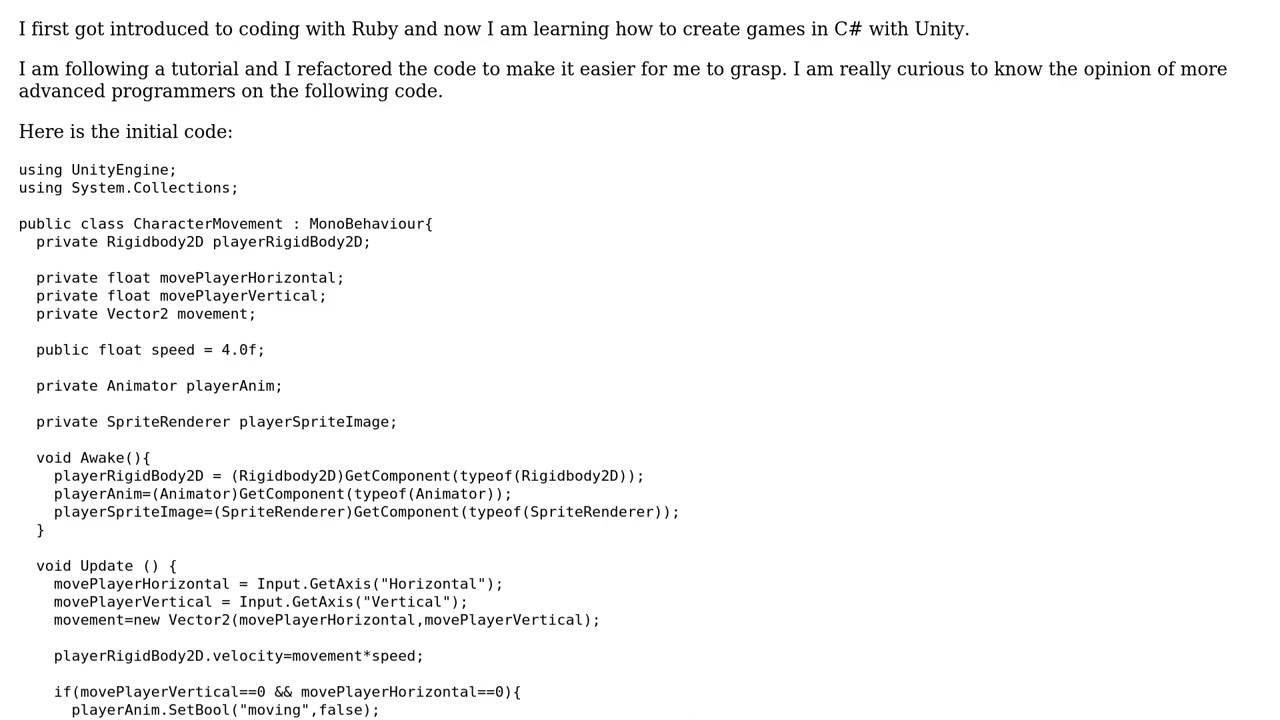 I first got introduced to coding with Ruby and now I am learning how to create games in C# with Unity.
I am following a tutorial and I refactored the code to make it easier for me to grasp. I am really curious to know the opinion of more
advanced programmers on the following code.
Here is the initial code:
using UnityEngine;
using System.Collections;
public class CharacterMovement : MonoBehaviour{
  private Rigidbody2D playerRigidBody2D;
  private float movePlayerHorizontal;
  private float movePlayerVertical;
  private Vector2 movement;
  public float speed = 4.0f;
  private Animator playerAnim;
  private SpriteRenderer playerSpriteImage;
  void Awake(){
    playerRigidBody2D = (Rigidbody2D)GetComponent(typeof(Rigidbody2D));
    playerAnim=(Animator)GetComponent(typeof(Animator));
    playerSpriteImage=(SpriteRenderer)GetComponent(typeof(SpriteRenderer));
  }
  void Update () {
    movePlayerHorizontal = Input.GetAxis("Horizontal");
    movePlayerVertical = Input.GetAxis("Vertical");
    movement=new Vector2(movePlayerHorizontal,movePlayerVertical);
    playerRigidBody2D.velocity=movement*speed;
    if(movePlayerVertical==0 && movePlayerHorizontal==0){
      playerAnim.SetBool("moving",false);